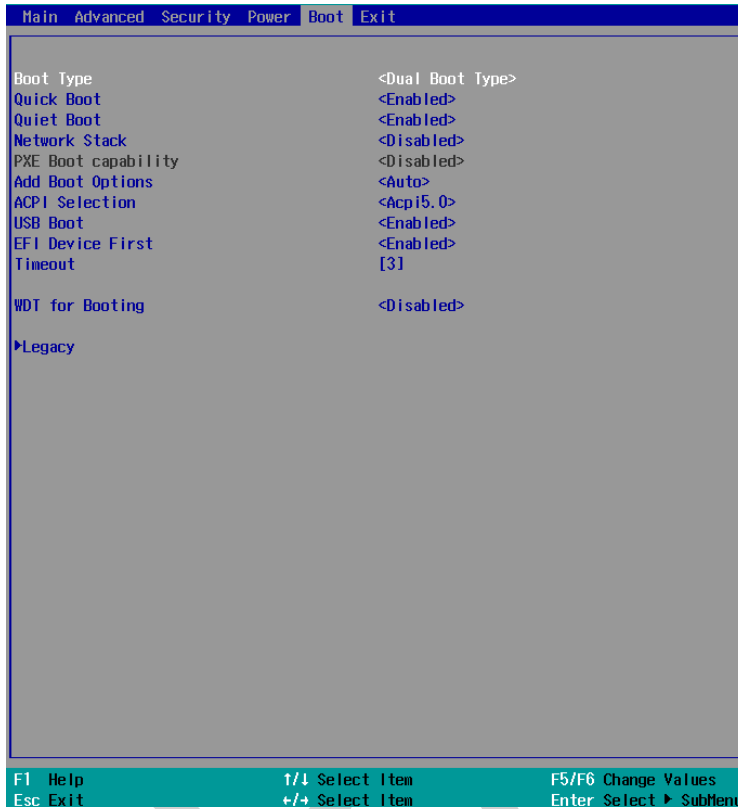 Main Advanced Security Power Boot Exit
Boot Type <Dual Boot Type>
Quick Boot <Enabled>
Quiet Boot <Enabled>
Network Stack <Disabled>
PXE Boot capability <Disabled>
Add Boot Options <Auto>
ACPI Selection <Acpi5.0>
USB Boot <Enabled>
EFI Device First <Enabled>
Timeout [3]
WDT for Booting <Disabled>
▶Legacy
F1 Help ↑/↓ Select Item F5/F6 Change Values
Esc Exit ←/→ Select Item Enter Select ▶ SubMenu